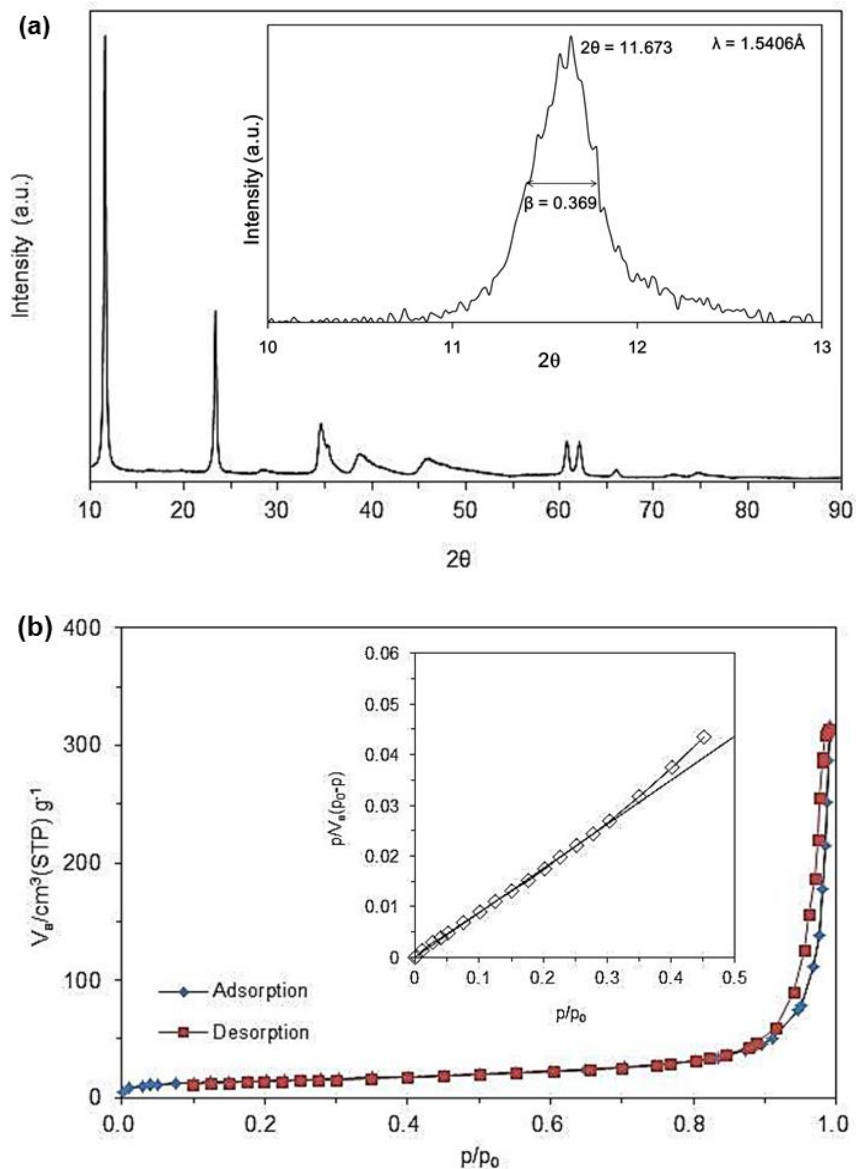 (a)
Intensity (a.u.)
2θ
10 20 30 40 50 60 70 80 90
Intensity (a.u.)
2θ = 11.673
λ = 1.5406Å
β = 0.369
10 11 12 13
2θ
(b)
Vₐ/cm³(STP) g⁻¹
400
300
200
100
0
0.0 0.2 0.4 0.6 0.8 1.0
p/p₀
Adsorption
Desorption
p/Vₐ(p₀-p)
0.06
0.05
0.04
0.03
0.02
0.01
0
0 0.1 0.2 0.3 0.4 0.5
p/p₀